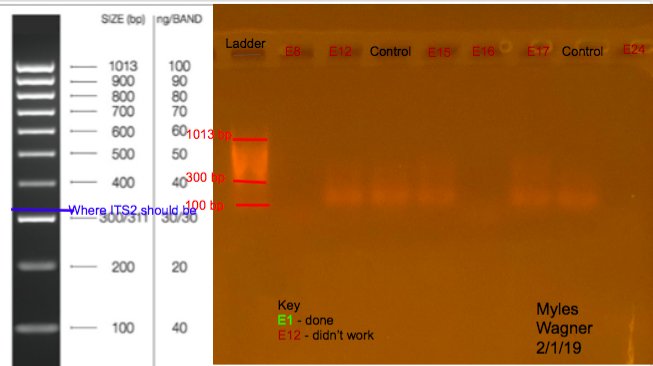 SIZE (bp) ng/BAND
1013 100
900 90
800 80
700 70
600 60
500 50
400 40
Where ITS2 should be
300/311 30/30
200 20
100 40
Ladder E8 E12 Control E15 E16 E17 Control E24
1013 bp
300 bp
100 bp
Key
E1 - done
E12 - didn't work
Myles
Wagner
2/1/19